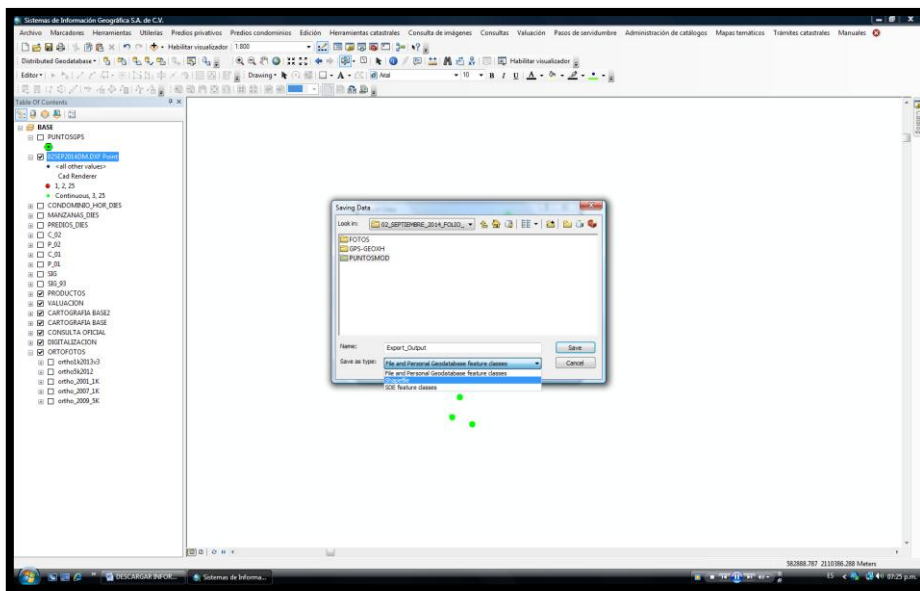 Sistemas de Información Geográfica S.A. de C.V.
Archivo Marcadores Herramientas Utilerías Predios privativos Predios condominios Edición Herramientas catastrales Consulta de imágenes Consultas Valuación Pasos de servidumbre Administración de catálogos Mapas temáticos Trámites catastrales Manuales
Habilitar visualizador 1:800
Distributed Geodatabase Habilitar visualizador
Editor Drawing A Arial 10 B I U A
Table Of Contents
BASE
PUNTOSGPS
02SEP2014DM.DXF Point
<all other values>
Cad Renderer
1, 2, 25
Continuous, 3, 25
CONDOMINIO_HOR_DIES
MANZANAS_DIES
PREDIOS_DIES
C_02
P_02
C_01
P_01
SIG
SIG_93
PRODUCTOS
VALUACION
CARTOGRAFIA BASE2
CARTOGRAFIA BASE
CONSULTA OFICIAL
DIGITALIZACION
ORTOFOTOS
ortho1k2013v3
ortho5k2012
ortho_2001_1K
ortho_2007_1K
ortho_2009_5K
Catalog
Saving Data
Look in: 02_SEPTIEMBRE_2014_FOLIO_
FOTOS
GPS-GEOXH
PUNTOSMOD
Name: Export_Output Save
Save as type: File and Personal Geodatabase feature classes Cancel
File and Personal Geodatabase feature classes
Shapefile
SDE feature classes
382888.787 2110386.288 Meters
DESCARGAR INFOR... Sistemas de Informa... ES 07:25 p.m.